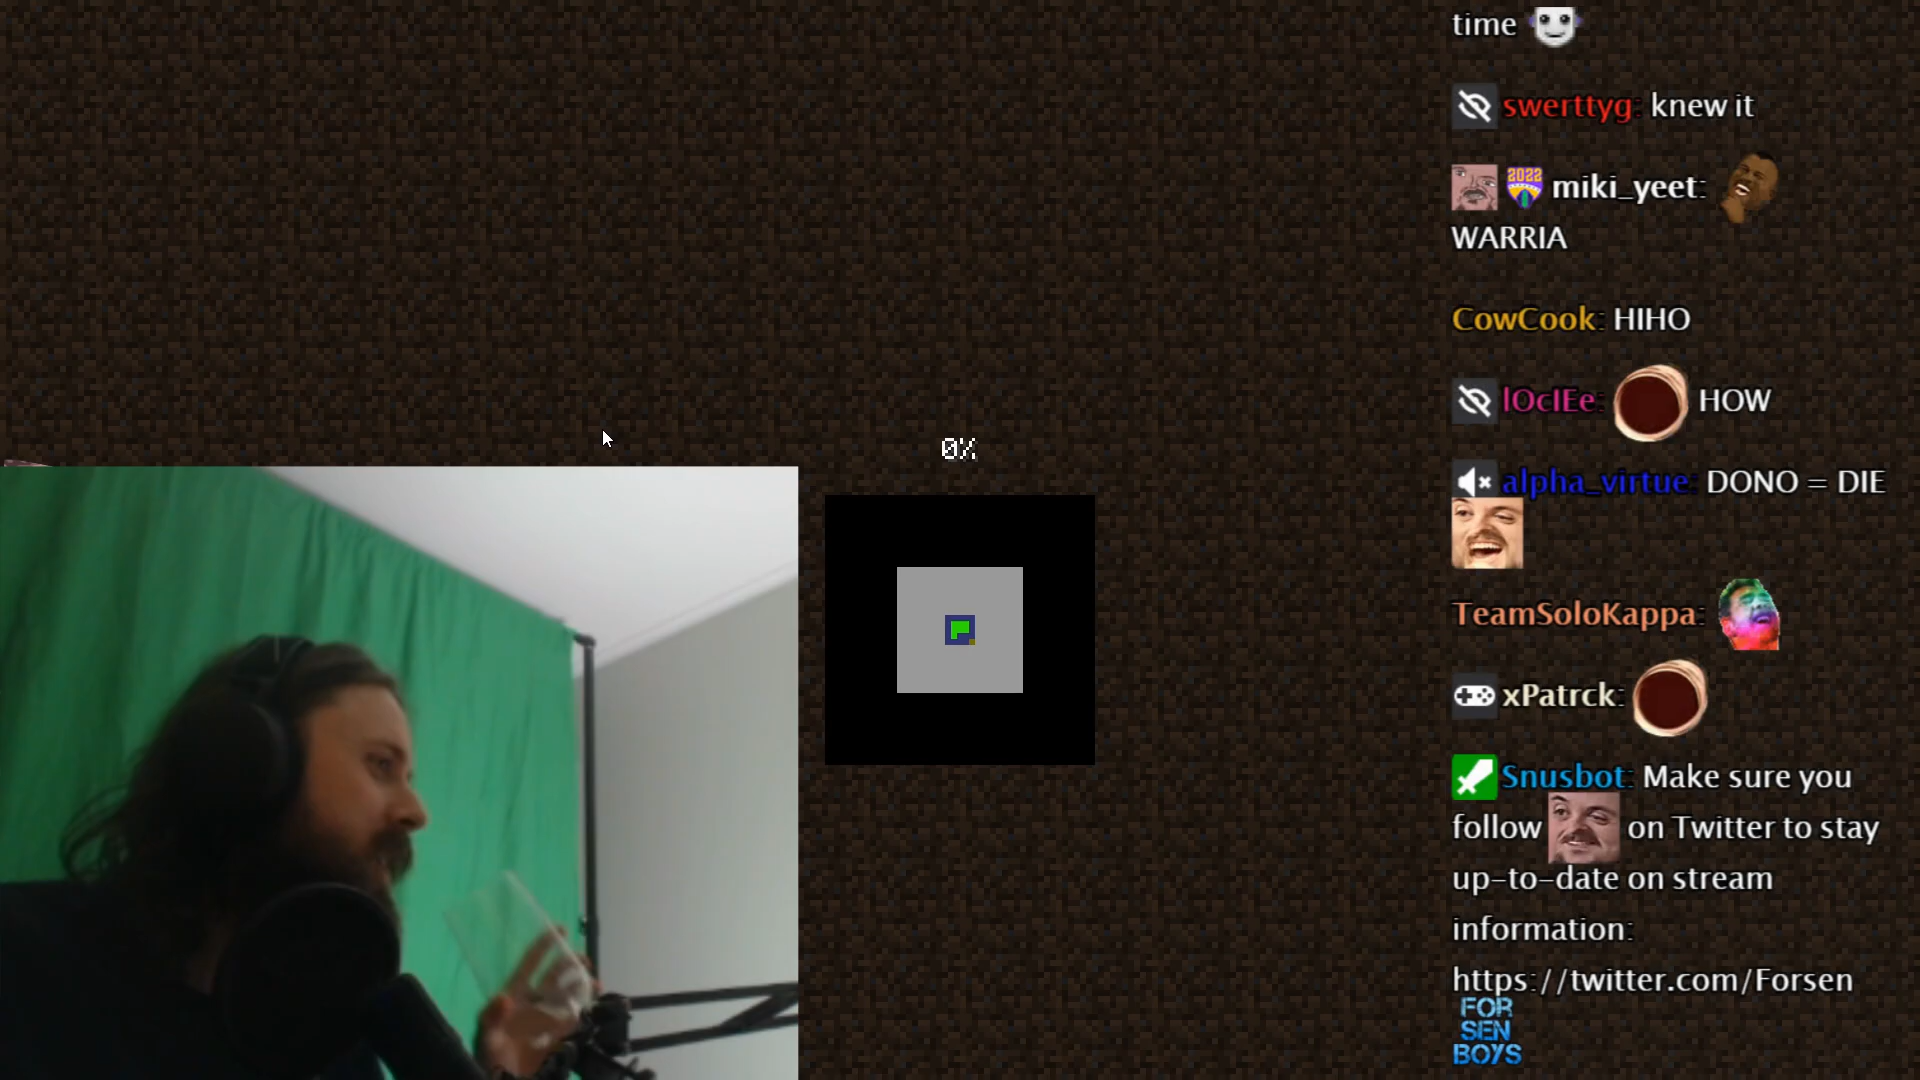 time
swerttyg: knew it
2022 miki_yeet:
WARRIA
CowCook: HIHO
lOcIEe: HOW
0%
alpha_virtue: DONO = DIE
TeamSoloKappa:
xPatrck:
Snusbot: Make sure you
follow on Twitter to stay
up-to-date on stream
information:
https://twitter.com/Forsen
FOR
SEN
BOYS